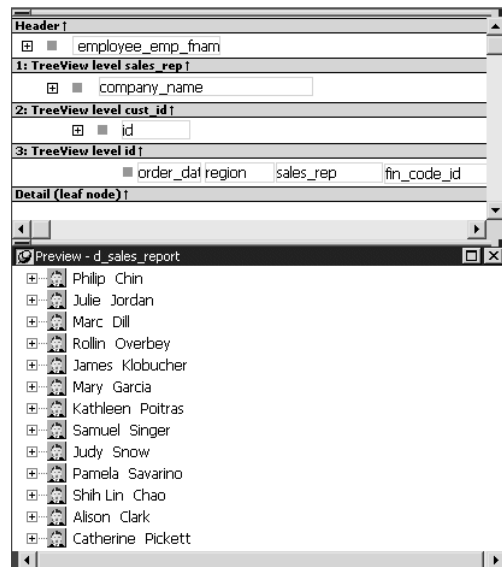 Header ↑
employee_emp_fnam
1: TreeView level sales_rep ↑
company_name
2: TreeView level cust_id ↑
id
3: TreeView level id ↑
order_dat region sales_rep fin_code_id
Detail (leaf node) ↑
Preview - d_sales_report
Philip Chin
Julie Jordan
Marc Dill
Rollin Overbey
James Klobucher
Mary Garcia
Kathleen Poitras
Samuel Singer
Judy Snow
Pamela Savarino
Shih Lin Chao
Alison Clark
Catherine Pickett